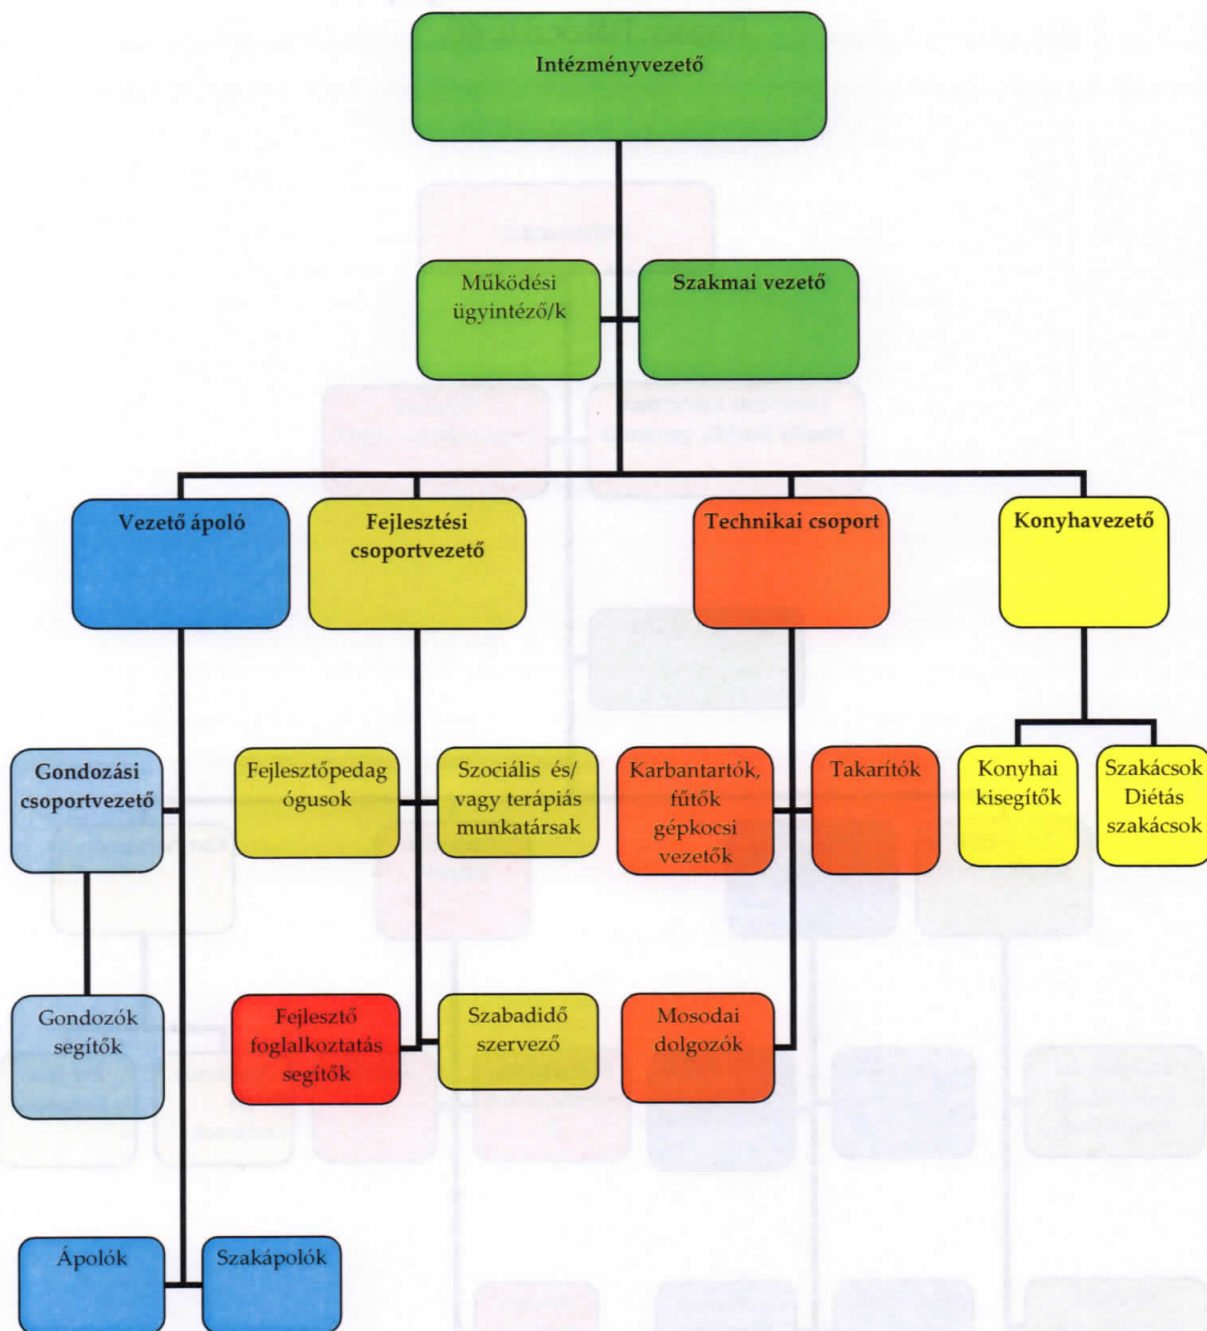 Intézményvezető
Működési
ügyintéző/k
Szakmai vezető
Vezető ápoló
Fejlesztési
csoportvezető
Technikai csoport
Konyhavezető
Gondozási
csoportvezető
Fejlesztőpedag
ógusok
Szociális és/
vagy terápiás
munkatársak
Karbantartók,
fűtők
gépkocsi
vezetők
Takarítók
Konyhai
kisegítők
Szakácsok
Diétás
szakácsok
Gondozók
segítők
Fejlesztő
foglalkoztatás
segítők
Szabadidő
szervező
Mosodai
dolgozók
Ápolók
Szakápolók